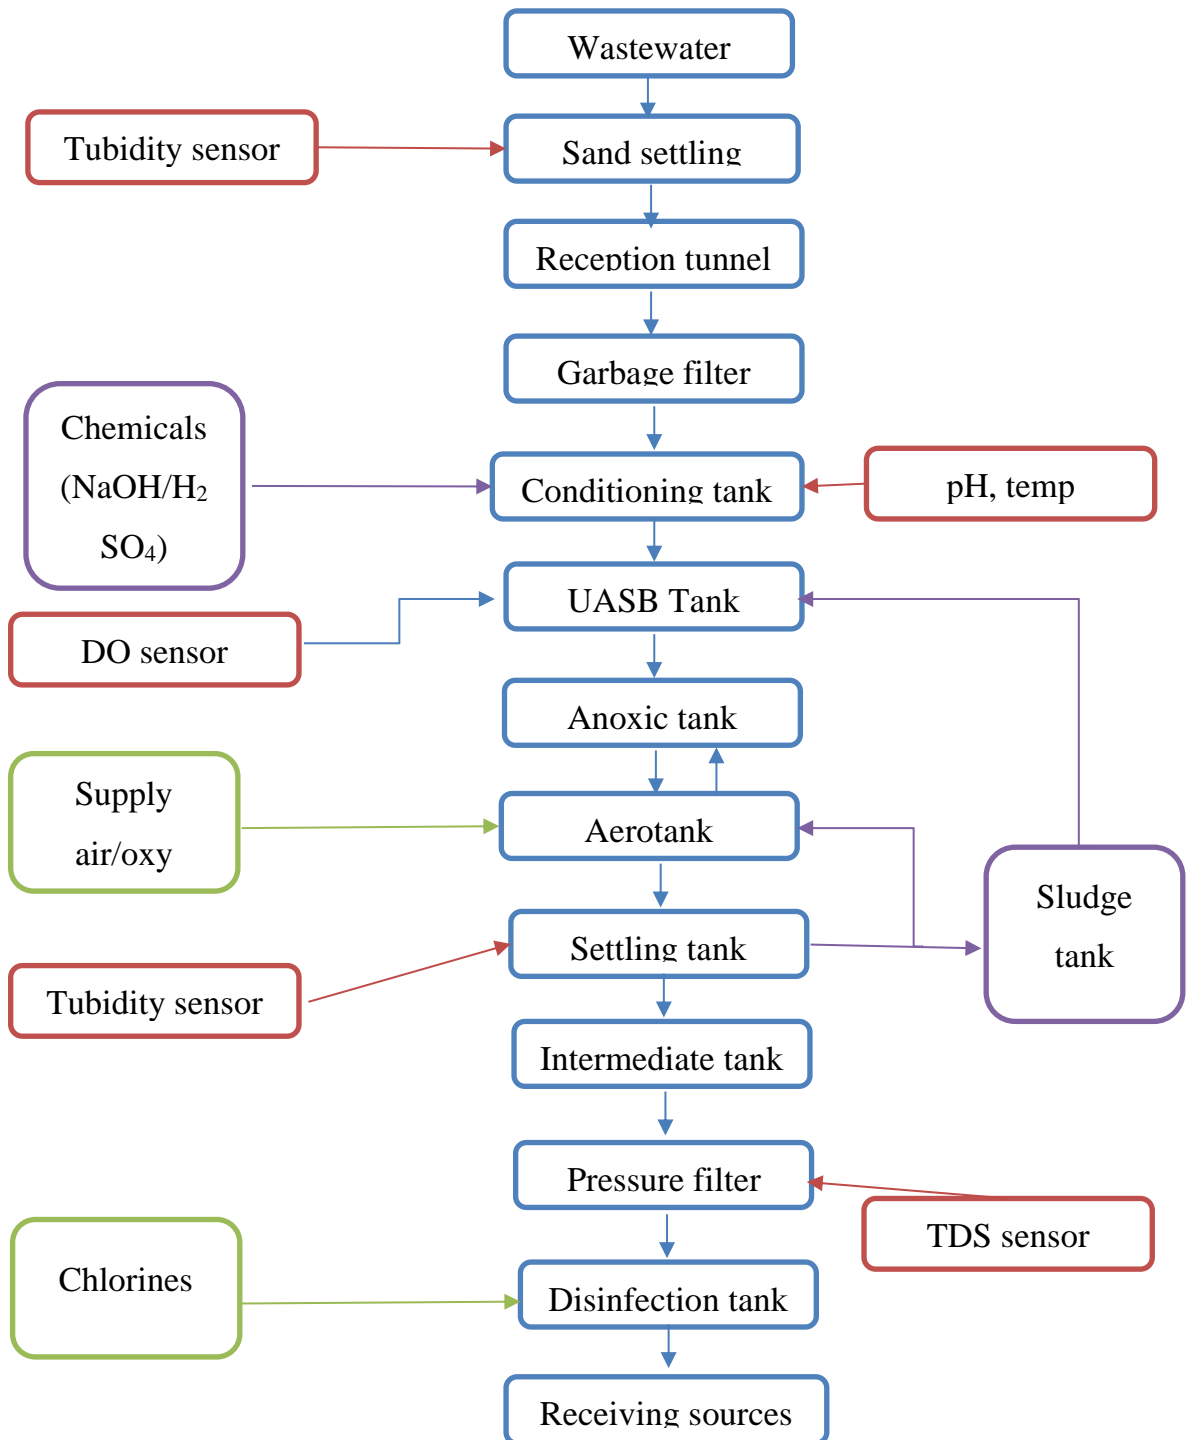 Wastewater
Tubidity sensor
Sand settling
Reception tunnel
Garbage filter
Chemicals
(NaOH/H₂
SO₄)
Conditioning tank
pH, temp
UASB Tank
DO sensor
Anoxic tank
Supply
air/oxy
Aerotank
Sludge
tank
Settling tank
Tubidity sensor
Intermediate tank
Pressure filter
TDS sensor
Chlorines
Disinfection tank
Receiving sources